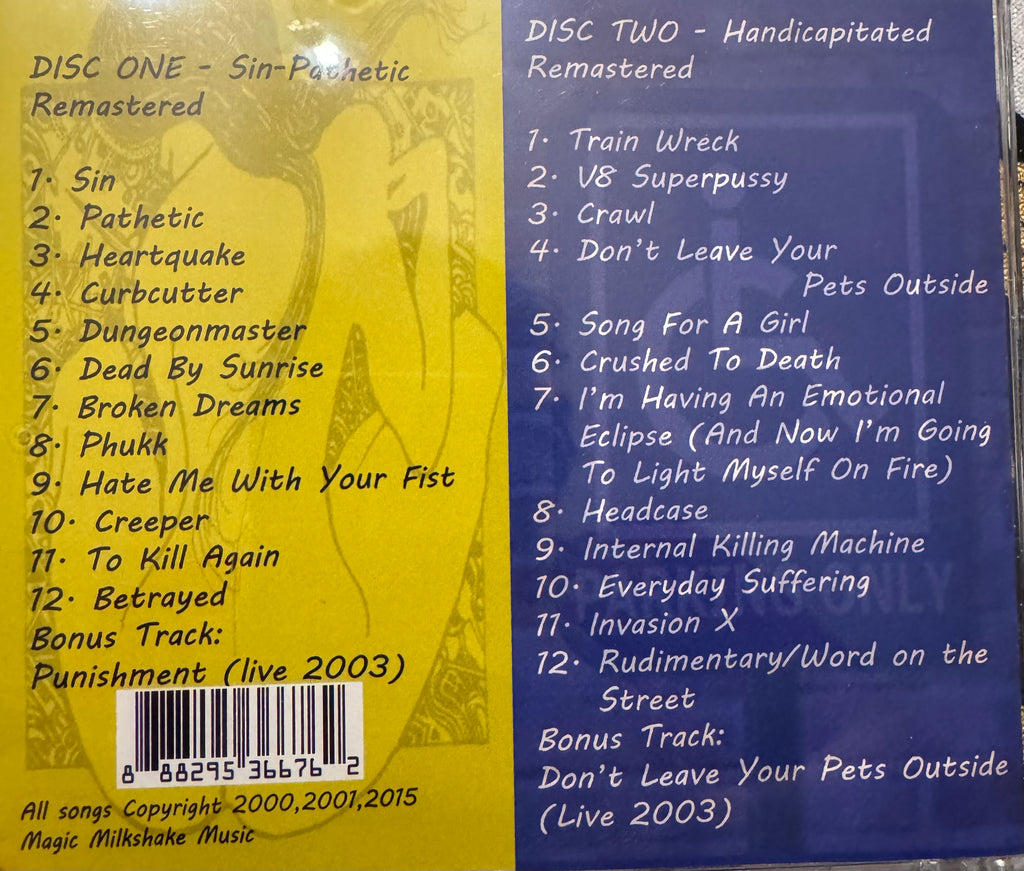 DISC ONE - Sin-Pathetic
Remastered
1. Sin
2. Pathetic
3. Heartquake
4. Curbcutter
5. Dungeonmaster
6. Dead By Sunrise
7. Broken Dreams
8. Phukk
9. Hate Me With Your Fist
10. Creeper
11. To Kill Again
12. Betrayed
Bonus Track:
Punishment (live 2003)
8 88295 36676 2
All songs Copyright 2000,2001,2015
Magic Milkshake Music
DISC TWO - Handicapitated
Remastered
1. Train Wreck
2. V8 Superpussy
3. Crawl
4. Don't Leave Your
Pets Outside
5. Song For A Girl
6. Crushed To Death
7. I'm Having An Emotional
Eclipse (And Now I'm Going
To Light Myself On Fire)
8. Headcase
9. Internal Killing Machine
10. Everyday Suffering
11. Invasion X
12. Rudimentary/Word on the
Street
Bonus Track:
Don't Leave Your Pets Outside
(Live 2003)
PARKING ONLY